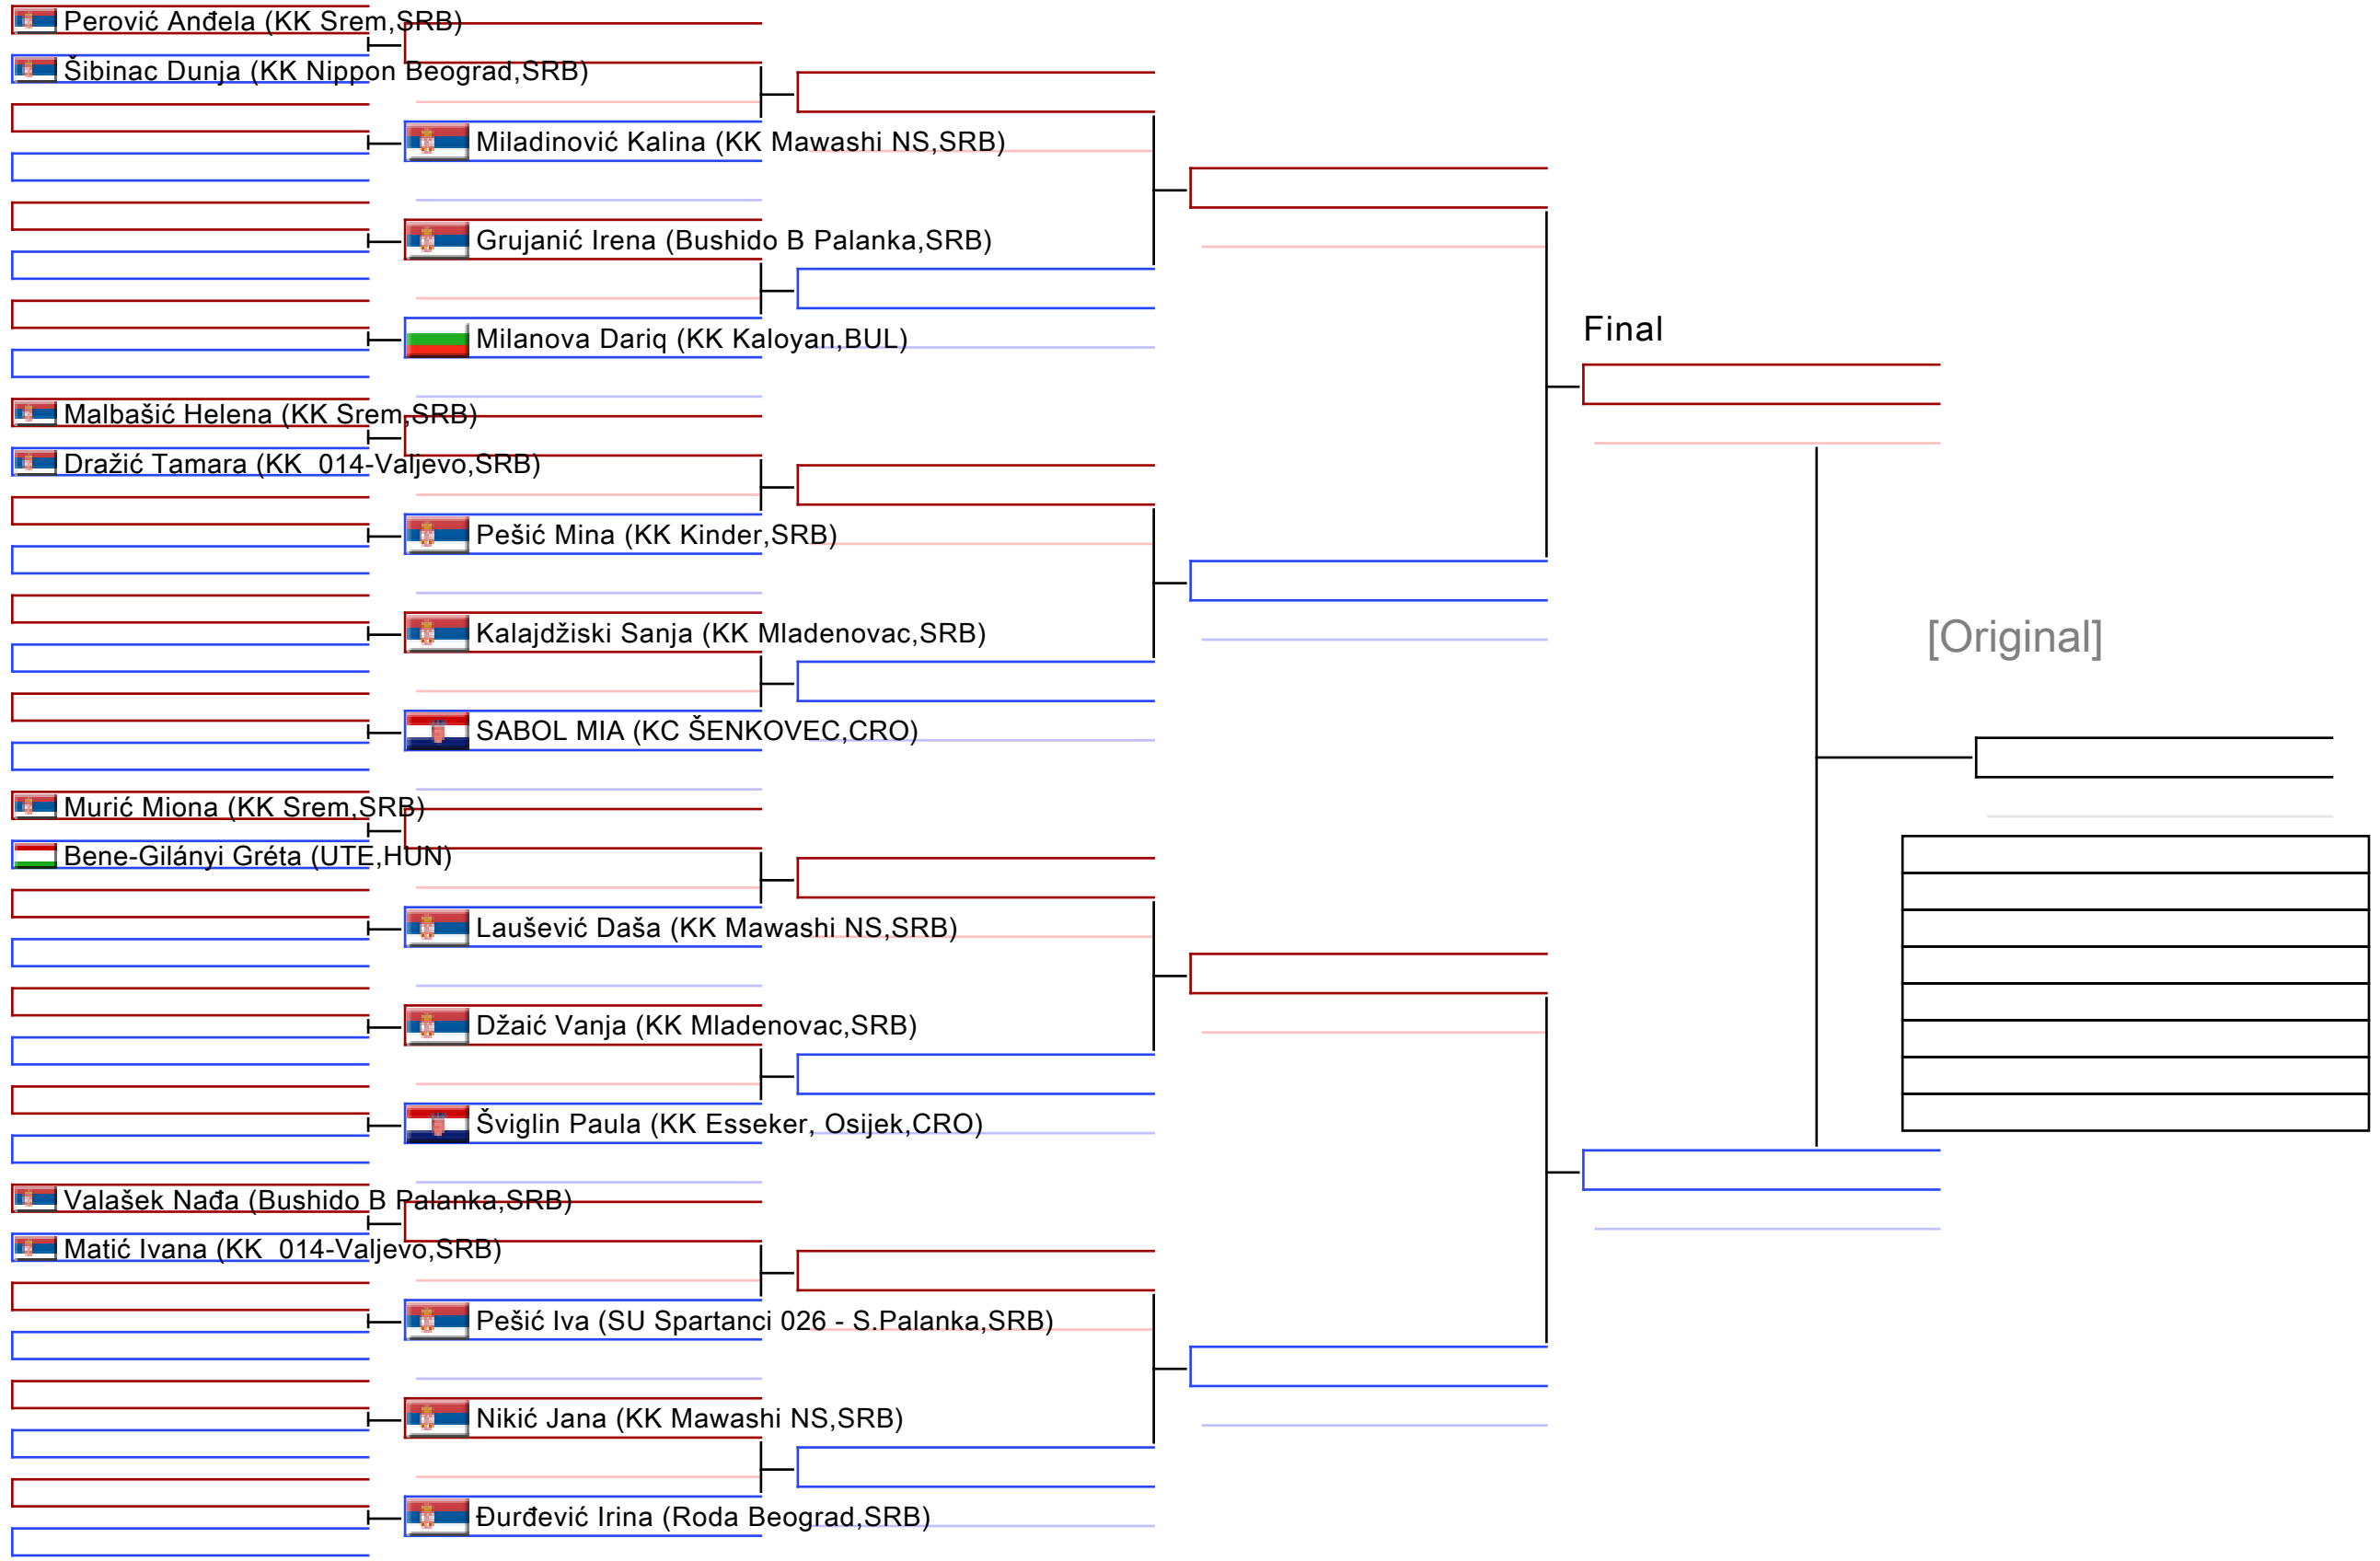 Perović Anđela (KK Srem,SRB)
Šibinac Dunja (KK Nippon Beograd,SRB)
Miladinović Kalina (KK Mawashi NS,SRB)
Grujanić Irena (Bushido B Palanka,SRB)
Milanova Dariq (KK Kaloyan,BUL)
Final
Malbašić Helena (KK Srem,SRB)
Dražić Tamara (KK  014-Valjevo,SRB)
Pešić Mina (KK Kinder,SRB)
Kalajdžiski Sanja (KK Mladenovac,SRB)
[Original]
SABOL MIA (KC ŠENKOVEC,CRO)
Murić Miona (KK Srem,SRB)
Bene-Gilányi Gréta (UTE,HUN)
Laušević Daša (KK Mawashi NS,SRB)
Džaić Vanja (KK Mladenovac,SRB)
Šviglin Paula (KK Esseker, Osijek,CRO)
Valašek Nađa (Bushido B Palanka,SRB)
Matić Ivana (KK  014-Valjevo,SRB)
Pešić Iva (SU Spartanci 026 - S.Palanka,SRB)
Nikić Jana (KK Mawashi NS,SRB)
Đurđević Irina (Roda Beograd,SRB)